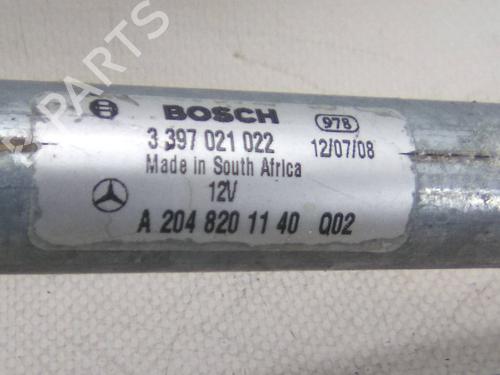 PARTS
BOSCH 978
3 397 021 022 12/07/08
Made in South Africa
12V
A 204 820 11 40 Q02